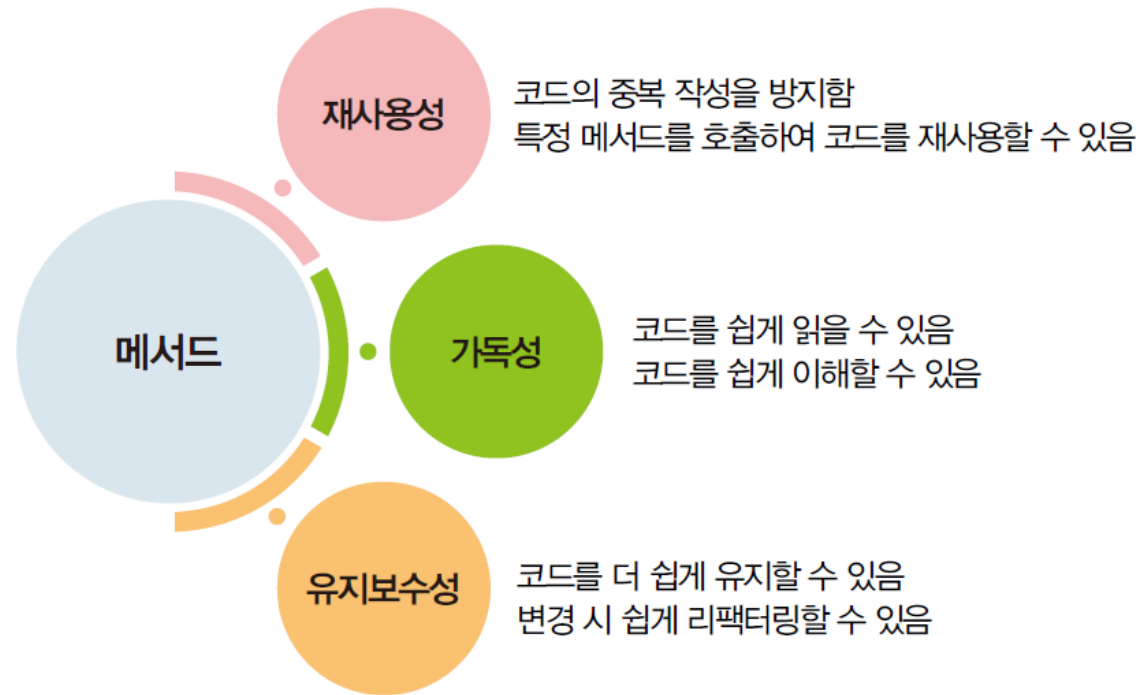 재사용성
코드의 중복 작성을 방지함
특정 메서드를 호출하여 코드를 재사용할 수 있음
메서드
가독성
코드를 쉽게 읽을 수 있음
코드를 쉽게 이해할 수 있음
유지보수성
코드를 더 쉽게 유지할 수 있음
변경 시 쉽게 리팩터링할 수 있음